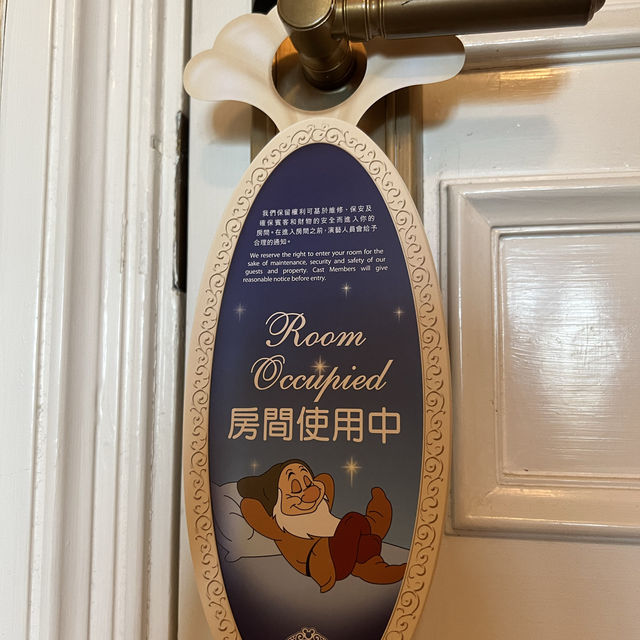 我們保留權利可基於維修、保安及
確保賓客和財物的安全而進入你的
房間。在進入房間之前，演藝人員會給予
合理的通知。
We reserve the right to enter your room for the
sake of maintenance, security and safety of our
guests and property. Cast Members will give
reasonable notice before entry.
Room
Occupied
房間使用中